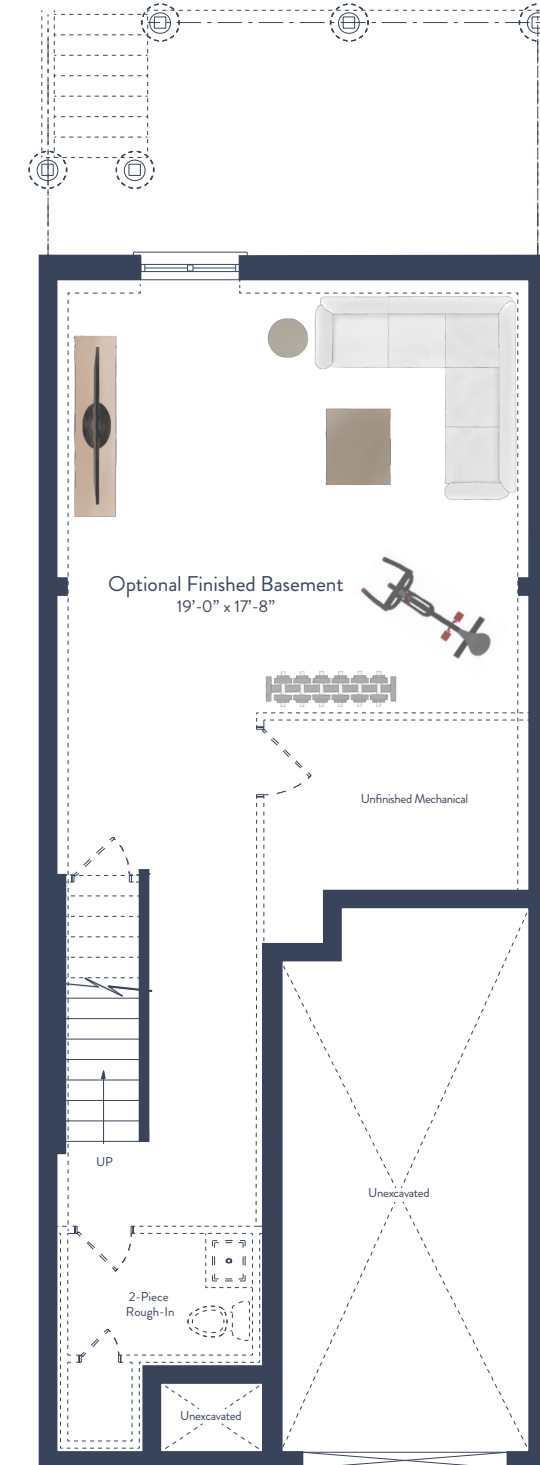 Optional Finished Basement
19’-0” x 17’-8”
Unfinished Mechanical
UP
Unexcavated
2-Piece
Rough-In
Unexcavated